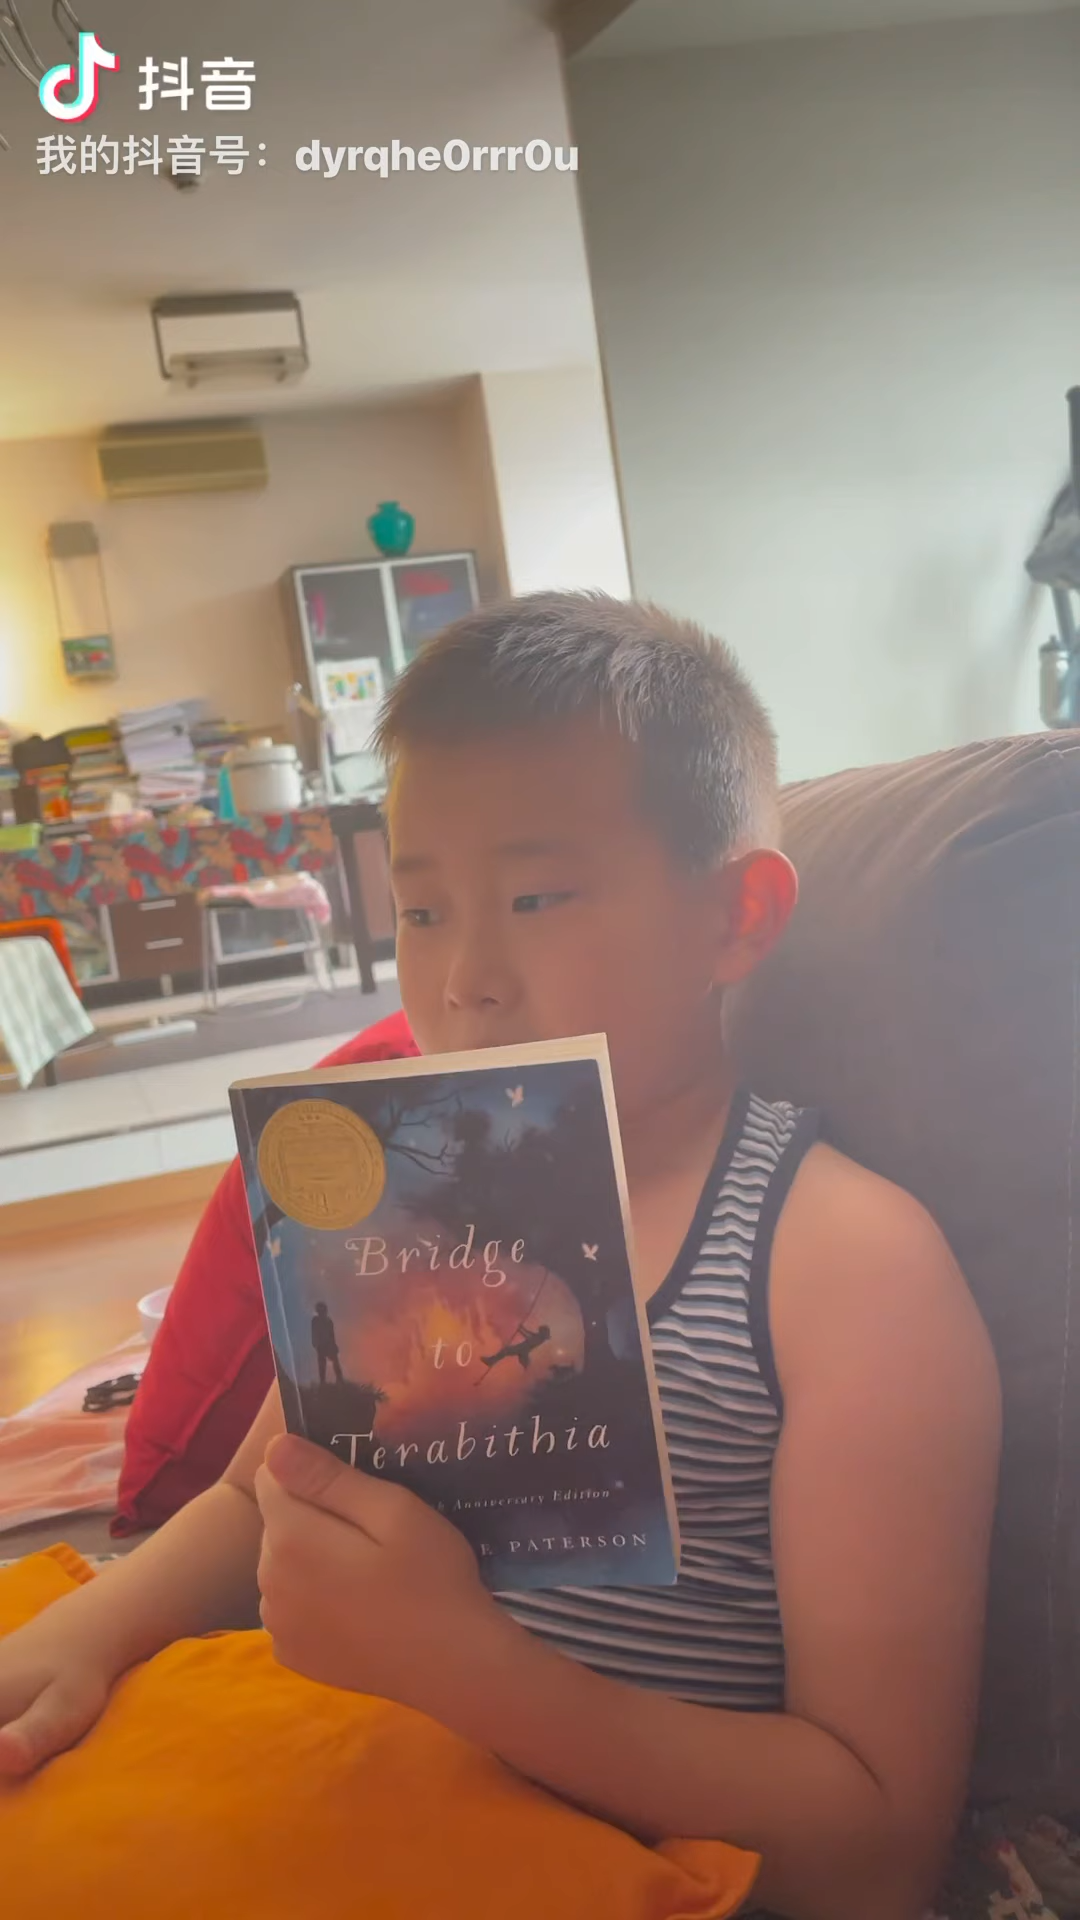 抖音
我的抖音号：dyrqhe0rrr0u
Bridge
to
Terabithia
Anniversary Edition
E PATERSON